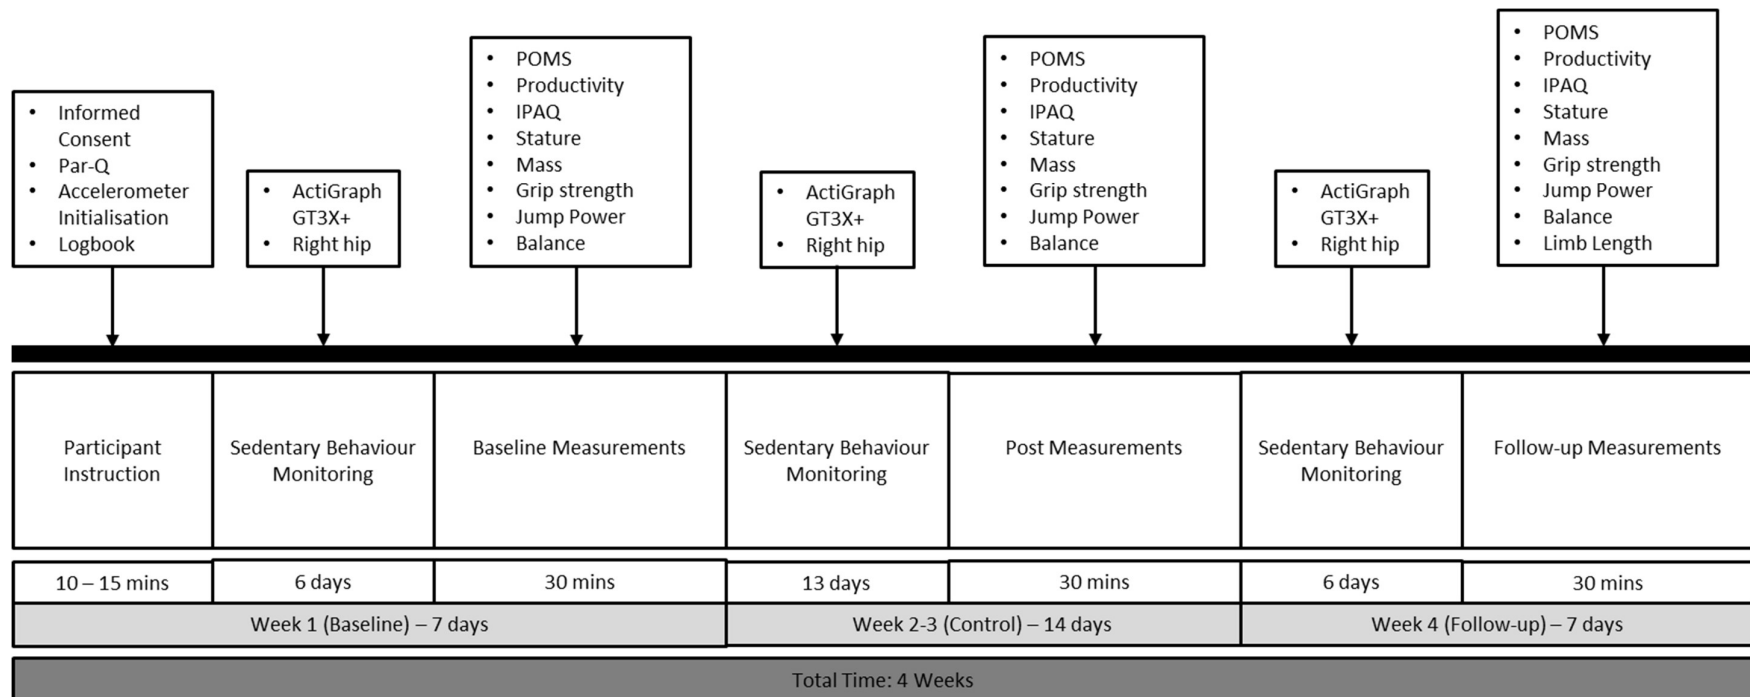 • Informed
Consent
• Par-Q
• Accelerometer
Initialisation
• Logbook
• ActiGraph
GT3X+
• Right hip
• POMS
• Productivity
• IPAQ
• Stature
• Mass
• Grip strength
• Jump Power
• Balance
• ActiGraph
GT3X+
• Right hip
• POMS
• Productivity
• IPAQ
• Stature
• Mass
• Grip strength
• Jump Power
• Balance
• ActiGraph
GT3X+
• Right hip
• POMS
• Productivity
• IPAQ
• Stature
• Mass
• Grip strength
• Jump Power
• Balance
• Limb Length
Participant
Instruction
Sedentary Behaviour
Monitoring
Baseline Measurements
Sedentary Behaviour
Monitoring
Post Measurements
Sedentary Behaviour
Monitoring
Follow-up Measurements
10 – 15 mins
6 days
30 mins
13 days
30 mins
6 days
30 mins
Week 1 (Baseline) – 7 days
Week 2-3 (Control) – 14 days
Week 4 (Follow-up) – 7 days
Total Time: 4 Weeks